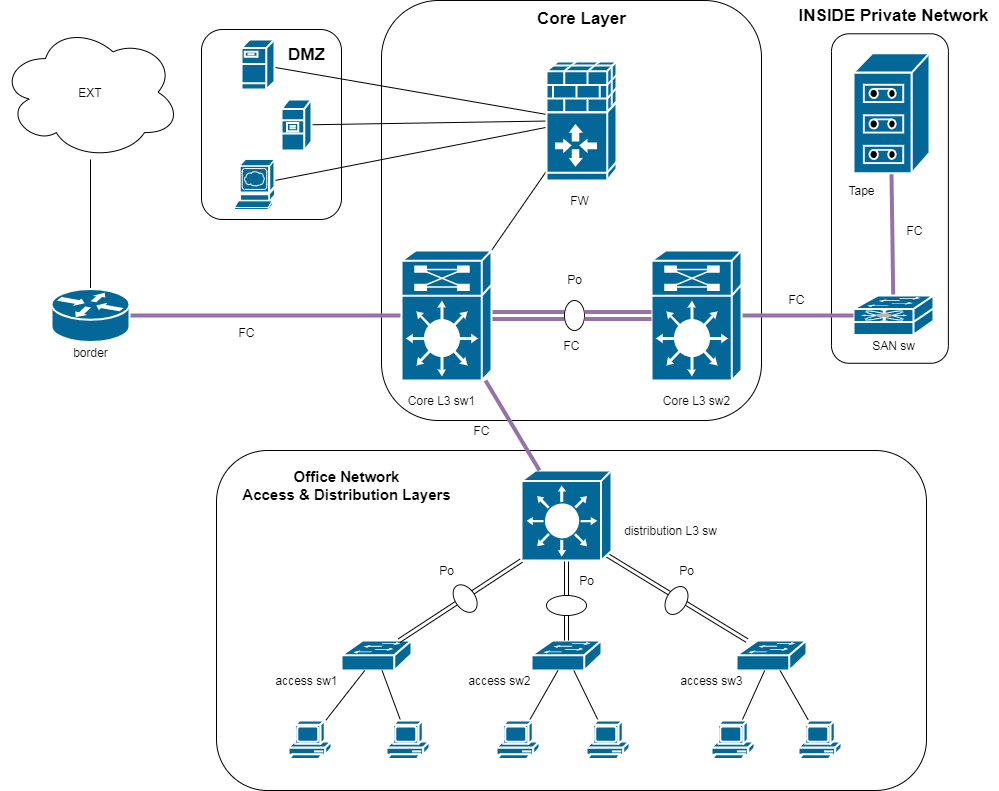 Core Layer
INSIDE Private Network
DMZ
EXT
FW
Tape
FC
Po
FC
FC
FC
SAN sw
border
Core L3 sw1
Core L3 sw2
FC
Office Network
Access & Distribution Layers
distribution L3 sw
Po
Po
Po
access sw1
access sw2
access sw3